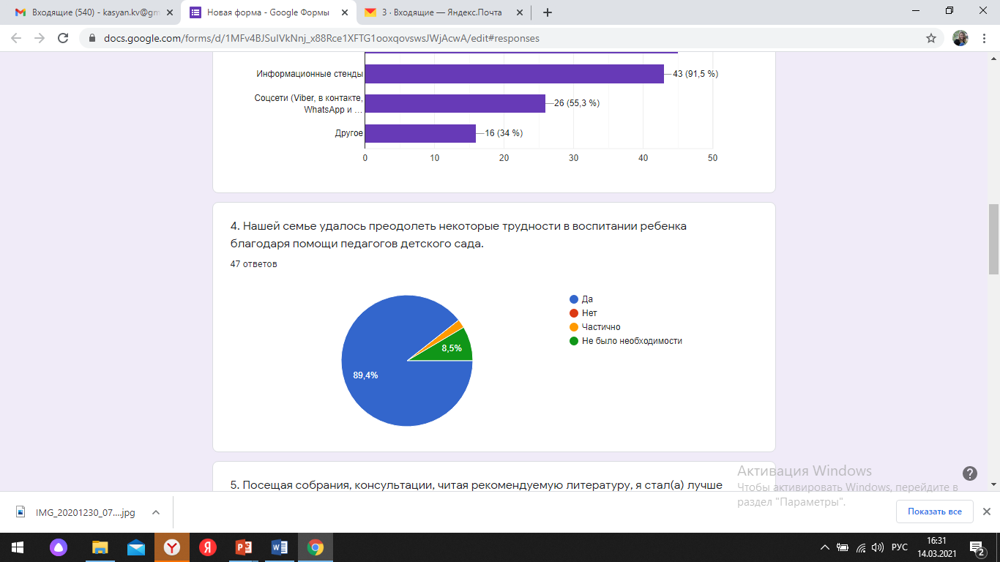 Входящие (540) - kasyan.kv@gm
Новая форма - Google Формы
3 · Входящие — Яндекс.Почта
docs.google.com/forms/d/1MFv4BJSuIVkNnj_x88Rce1XFTG1ooxqovswsJWjAcwA/edit#responses
Информационные стенды
43 (91,5 %)
Соцсети (Viber, в контакте,
WhatsApp и …
26 (55,3 %)
Другое
16 (34 %)
0 10 20 30 40 50
4. Нашей семье удалось преодолеть некоторые трудности в воспитании ребенка
благодаря помощи педагогов детского сада.
47 ответов
Да
Нет
Частично
Не было необходимости
8,5%
89,4%
5. Посещая собрания, консультации, читая рекомендуемую литературу, я стал(а) лучше
Активация Windows
Чтобы активировать Windows, перейдите в
раздел "Параметры".
IMG_20201230_07....jpg
Показать все
РУС
16:31
14.03.2021
2